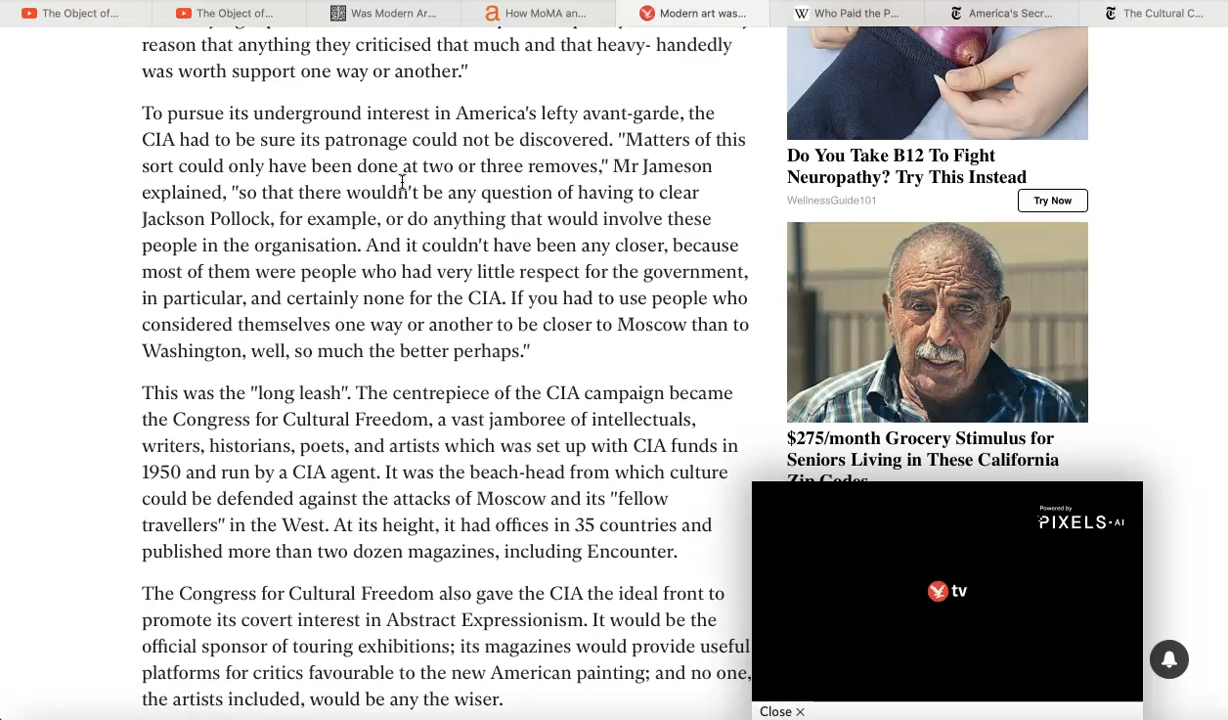 The Object of...
The Object of...
Was Modern Ar...
How MoMA an...
Modern art was...
Who Paid the P...
America's Secr...
The Cultural C...
reason that anything they criticised that much and that heavy- handedly
was worth support one way or another."
To pursue its underground interest in America's lefty avant-garde, the
CIA had to be sure its patronage could not be discovered. "Matters of this
sort could only have been done at two or three removes," Mr Jameson
explained, "so that there wouldn't be any question of having to clear
Jackson Pollock, for example, or do anything that would involve these
people in the organisation. And it couldn't have been any closer, because
most of them were people who had very little respect for the government,
in particular, and certainly none for the CIA. If you had to use people who
considered themselves one way or another to be closer to Moscow than to
Washington, well, so much the better perhaps."
This was the "long leash". The centrepiece of the CIA campaign became
the Congress for Cultural Freedom, a vast jamboree of intellectuals,
writers, historians, poets, and artists which was set up with CIA funds in
1950 and run by a CIA agent. It was the beach-head from which culture
could be defended against the attacks of Moscow and its "fellow
travellers" in the West. At its height, it had offices in 35 countries and
published more than two dozen magazines, including Encounter.
The Congress for Cultural Freedom also gave the CIA the ideal front to
promote its covert interest in Abstract Expressionism. It would be the
official sponsor of touring exhibitions; its magazines would provide useful
platforms for critics favourable to the new American painting; and no one,
the artists included, would be any the wiser.
Do You Take B12 To Fight
Neuropathy? Try This Instead
WellnessGuide101
Try Now
$275/month Grocery Stimulus for
Seniors Living in These California
Zip Codes
Powered by
PIXELS·AI
tv
Close ×